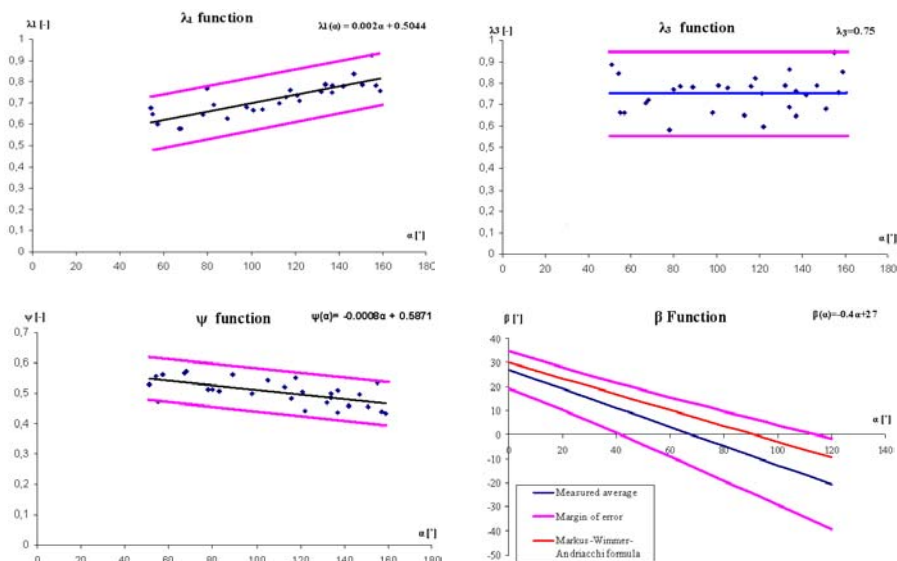 λ1 [-]
λ1 function
λ1(α) = 0.002α + 0.5044
1
0,9
0,8
0,7
0,6
0,5
0,4
0,3
0,2
0,1
0
α [°]
0 20 40 60 80 100 120 140 160 180
λ3 [-]
λ3 function
λ3=0.75
1
0,9
0,8
0,7
0,6
0,5
0,4
0,3
0,2
0,1
0
α [°]
0 20 40 60 80 100 120 140 160 180
ψ [-]
ψ function
ψ(α)= -0.0008α + 0.5871
0,7
0,6
0,5
0,4
0,3
0,2
0,1
0
α [°]
0 20 40 60 80 100 120 140 160 180
β [°]
β Function
β(α)=-0.4α+27
40
30
20
10
0
-10
-20
-30
-40
-50
α [°]
0 20 40 60 80 100 120 140
Measured average
Margin of error
Markus-Wimmer-
Andriacchi formula